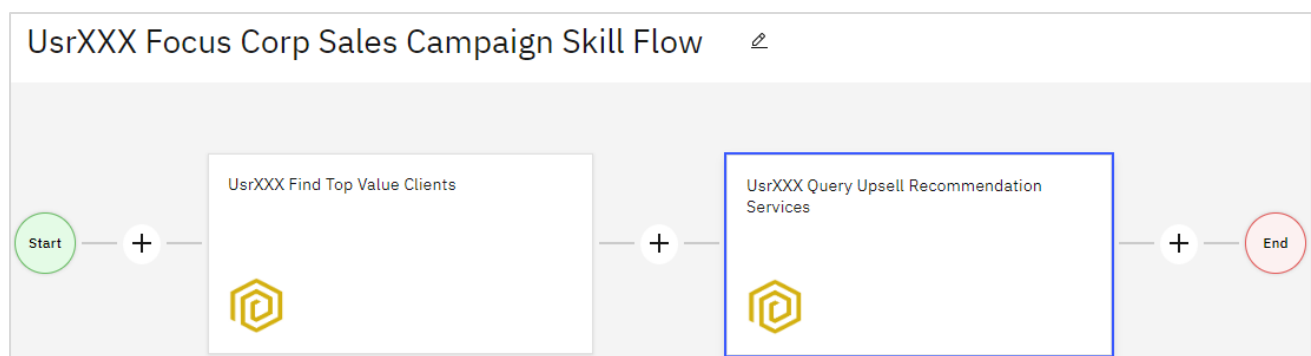 UsrXXX Focus Corp Sales Campaign Skill Flow
UsrXXX Find Top Value Clients
UsrXXX Query Upsell Recommendation
Services
Start
End